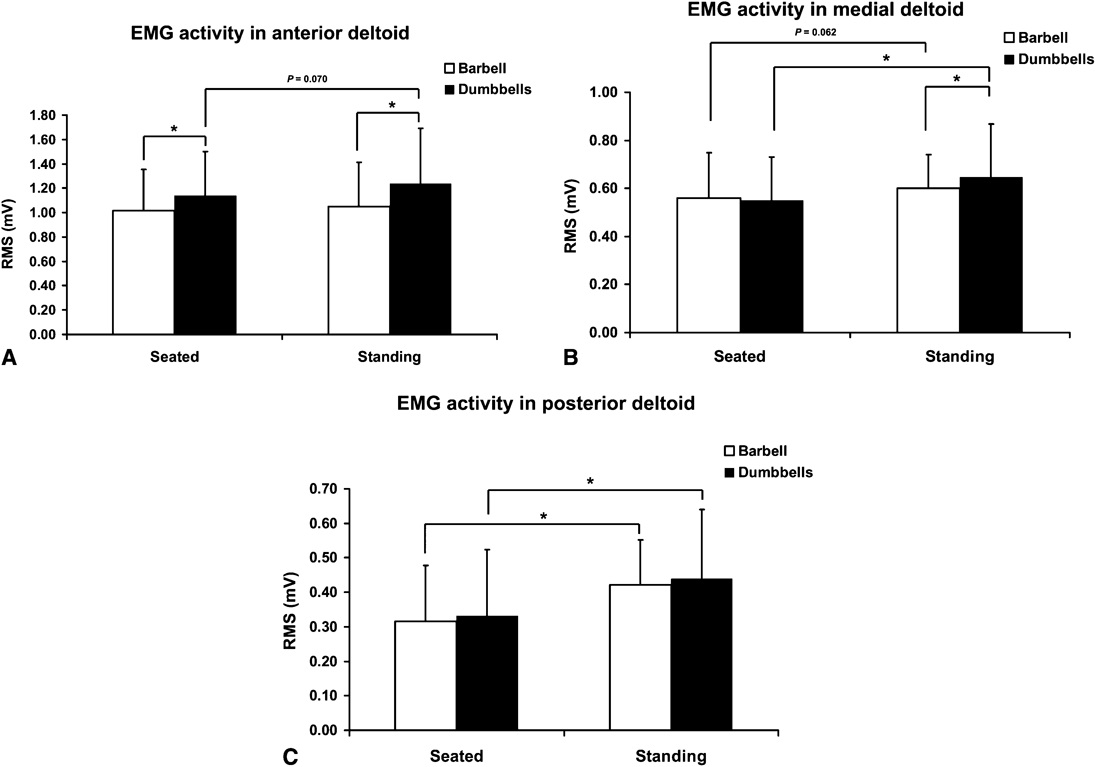 EMG activity in anterior deltoid
Barbell
Dumbbells
P = 0.070
*
*
RMS (mV)
1.80
1.60
1.40
1.20
1.00
0.80
0.60
0.40
0.20
0.00
Seated
Standing
A
EMG activity in medial deltoid
Barbell
Dumbbells
P = 0.062
*
*
RMS (mV)
1.00
0.80
0.60
0.40
0.20
0.00
Seated
Standing
B
EMG activity in posterior deltoid
Barbell
Dumbbells
*
*
RMS (mV)
0.70
0.60
0.50
0.40
0.30
0.20
0.10
0.00
Seated
Standing
C